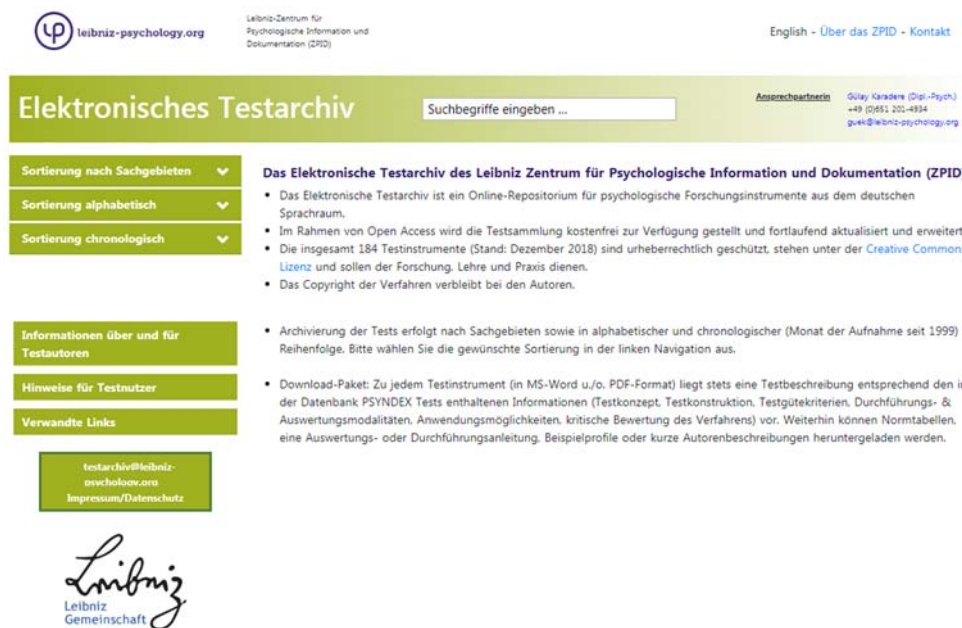 leibniz-psychology.org
Leibniz-Zentrum für
Psychologische Information und
Dokumentation (ZPID)
English - Über das ZPID - Kontakt
Elektronisches Testarchiv
Suchbegriffe eingeben ...
Ansprechpartnerin
Gülay Karadere (Dipl.-Psych.)
+49 (0)651 201-4934
guek@leibniz-psychology.org
Sortierung nach Sachgebieten
Sortierung alphabetisch
Sortierung chronologisch
Das Elektronische Testarchiv des Leibniz Zentrum für Psychologische Information und Dokumentation (ZPID)
• Das Elektronische Testarchiv ist ein Online-Repositorium für psychologische Forschungsinstrumente aus dem deutschen
Sprachraum.
• Im Rahmen von Open Access wird die Testsammlung kostenfrei zur Verfügung gestellt und fortlaufend aktualisiert und erweitert
• Die insgesamt 184 Testinstrumente (Stand: Dezember 2018) sind urheberrechtlich geschützt, stehen unter der Creative Common
Lizenz und sollen der Forschung, Lehre und Praxis dienen.
• Das Copyright der Verfahren verbleibt bei den Autoren.
Informationen über und für
Testautoren
Hinweise für Testnutzer
Verwandte Links
• Archivierung der Tests erfolgt nach Sachgebieten sowie in alphabetischer und chronologischer (Monat der Aufnahme seit 1999)
Reihenfolge. Bitte wählen Sie die gewünschte Sortierung in der linken Navigation aus.
• Download-Paket: Zu jedem Testinstrument (in MS-Word u./o. PDF-Format) liegt stets eine Testbeschreibung entsprechend den i
der Datenbank PSYNDEX Tests enthaltenen Informationen (Testkonzept, Testkonstruktion, Testgütekriterien, Durchführungs- &
Auswertungsmodalitäten, Anwendungsmöglichkeiten, kritische Bewertung des Verfahrens) vor. Weiterhin können Normtabellen,
eine Auswertungs- oder Durchführungsanleitung, Beispielprofile oder kurze Autorenbeschreibungen heruntergeladen werden.
testarchiv@leibniz-
psychology.org
Impressum/Datenschutz
Leibniz
Leibniz
Gemeinschaft